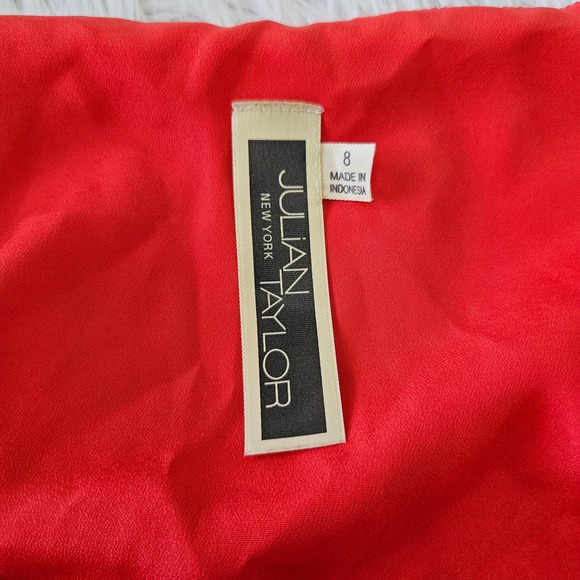 JULiAN TAYLOR
NEW YORK
8
MADE IN
INDONESIA